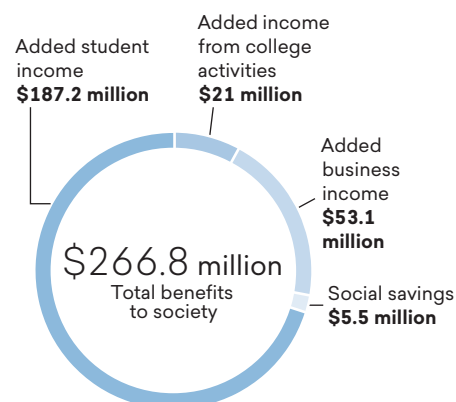 Added student
income
$187.2 million
Added income
from college
activities
$21 million
Added
business
income
$53.1
million
Social savings
$5.5 million
$266.8 million
Total benefits
to society